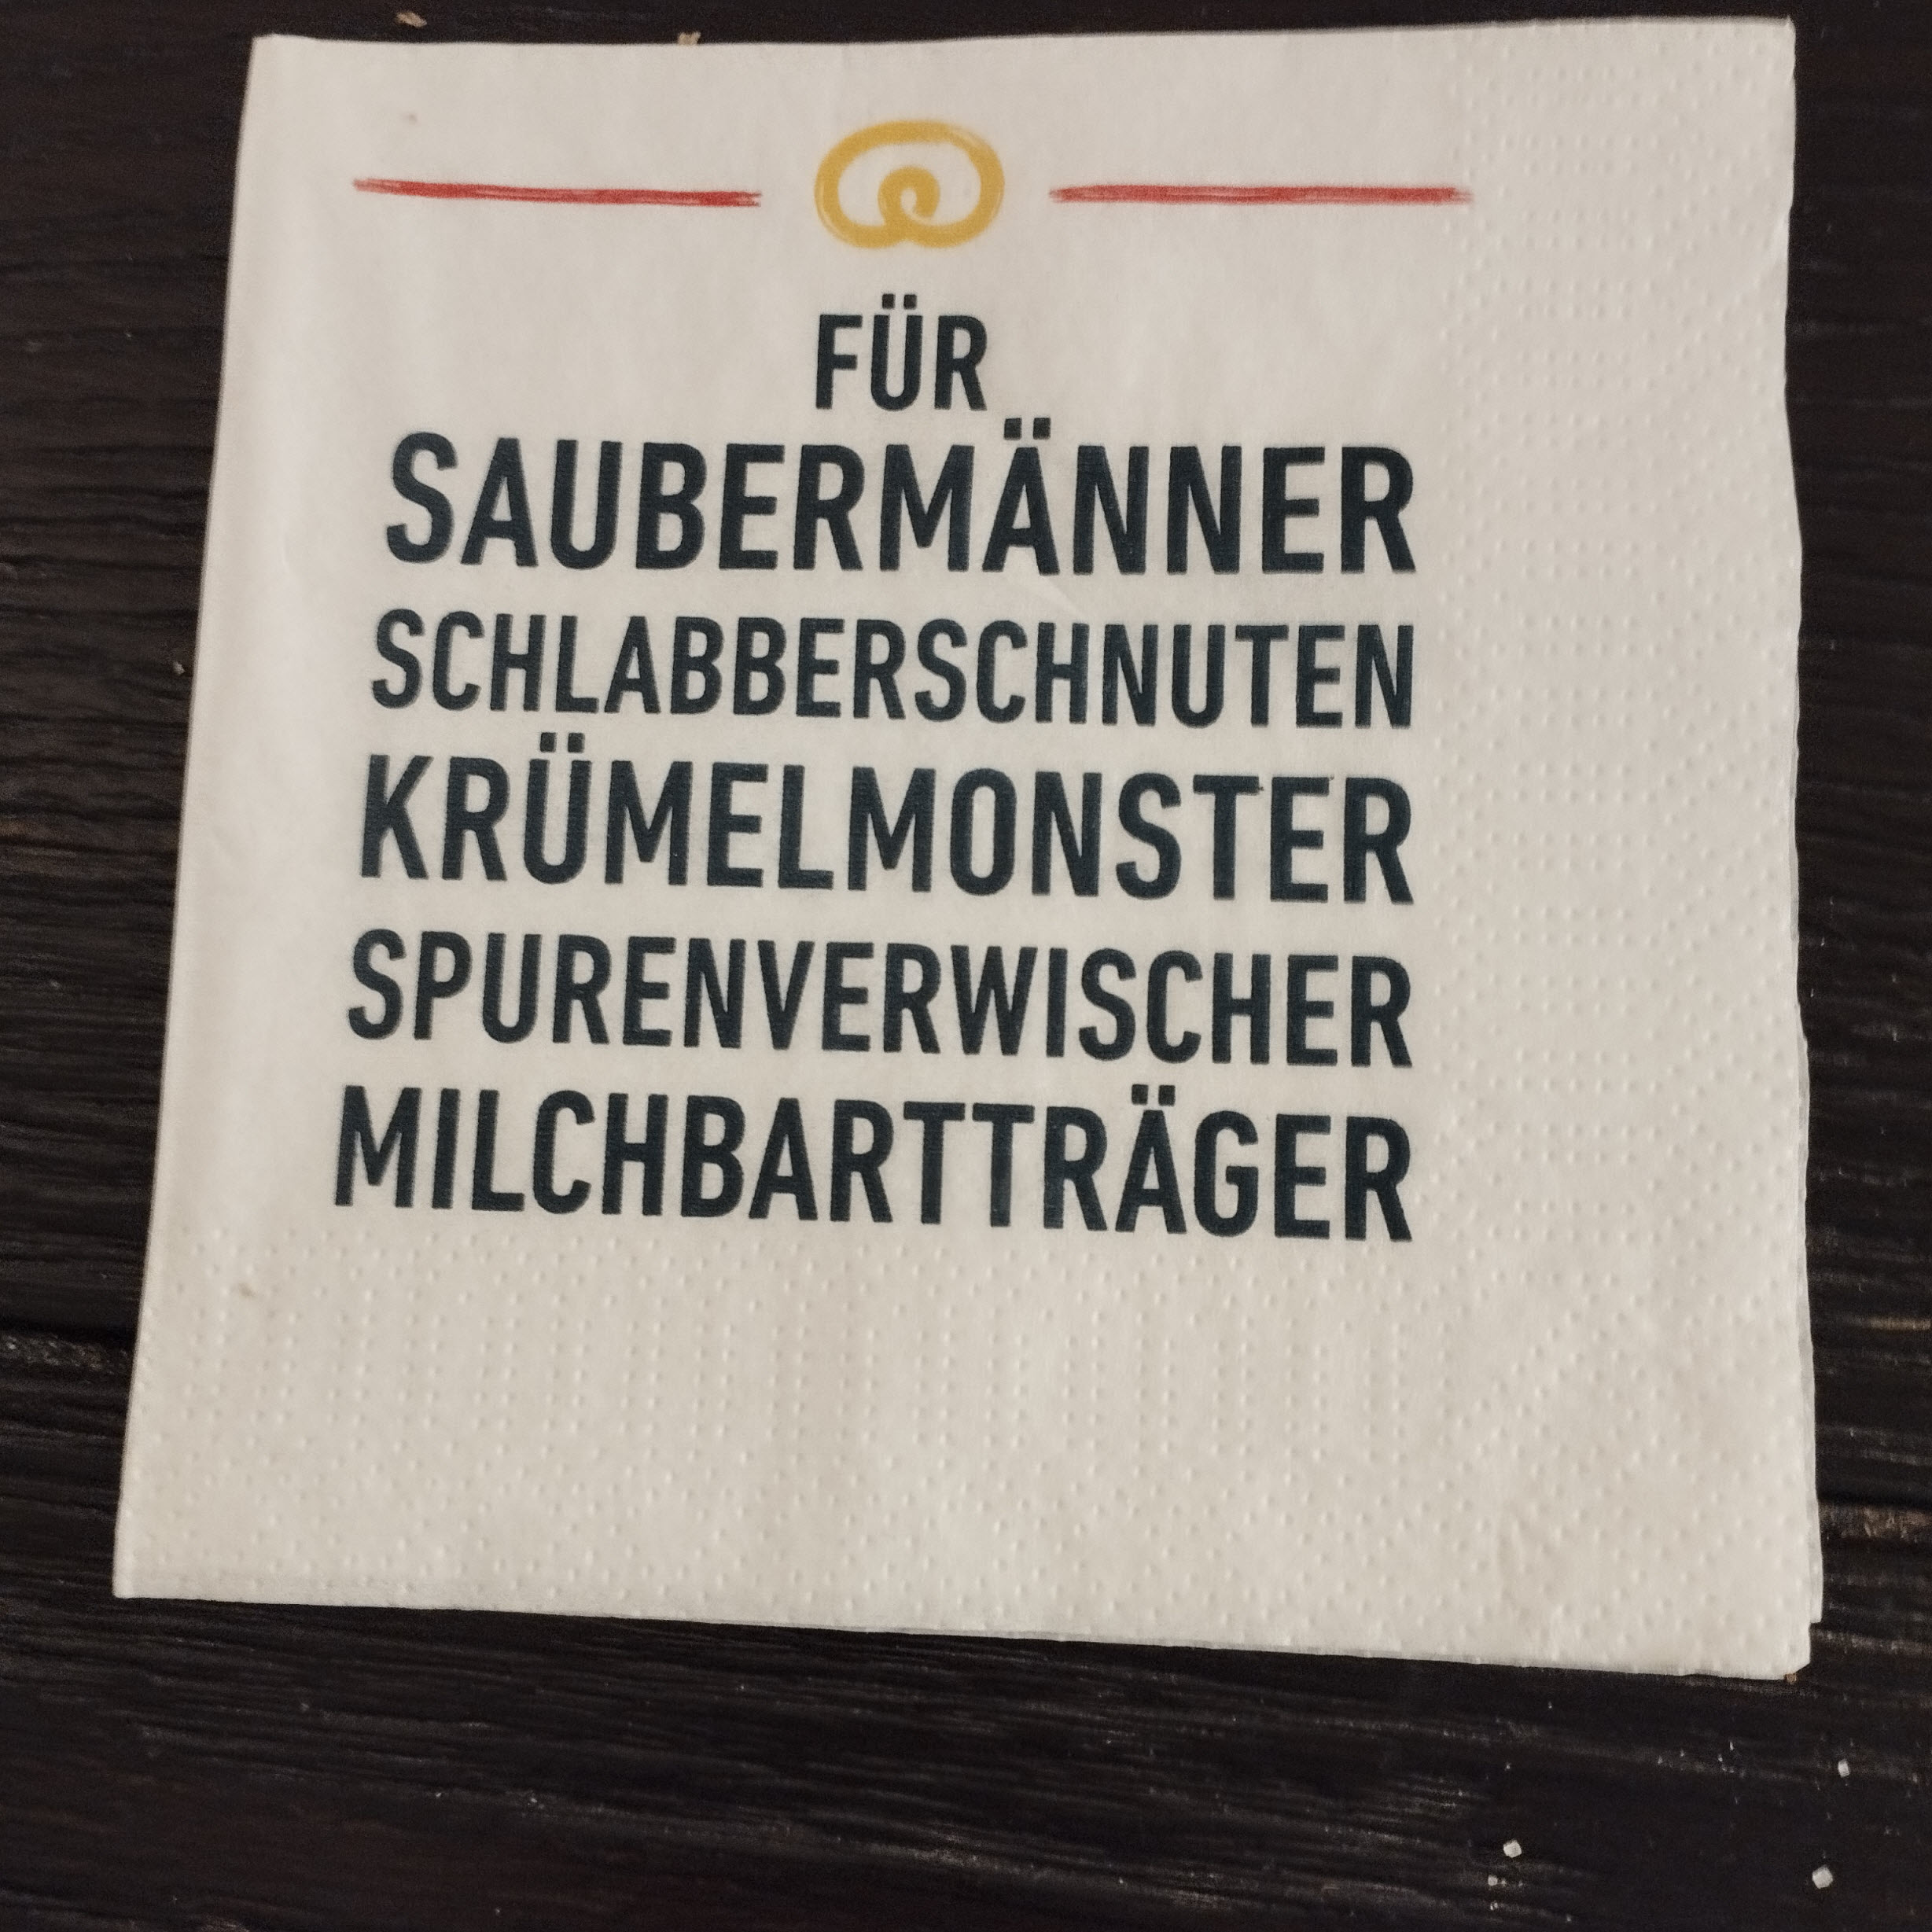 FÜR
SAUBERMÄNNER
SCHLABBERSCHNUTEN
KRÜMELMONSTER
SPURENVERWISCHER
MILCHBARTTRÄGER